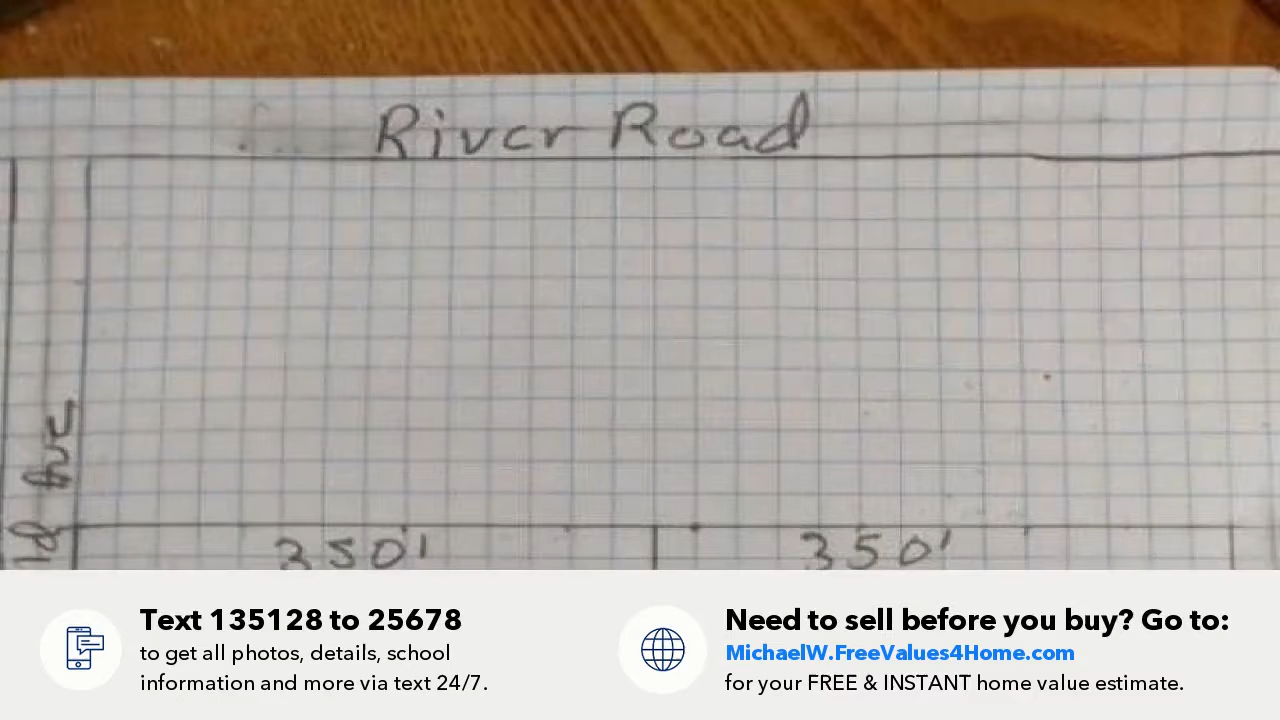 River Road
Ave
350'
350'
Text 135128 to 25678
to get all photos, details, school
information and more via text 24/7.
Need to sell before you buy? Go to:
MichaelW.FreeValues4Home.com
for your FREE & INSTANT home value estimate.